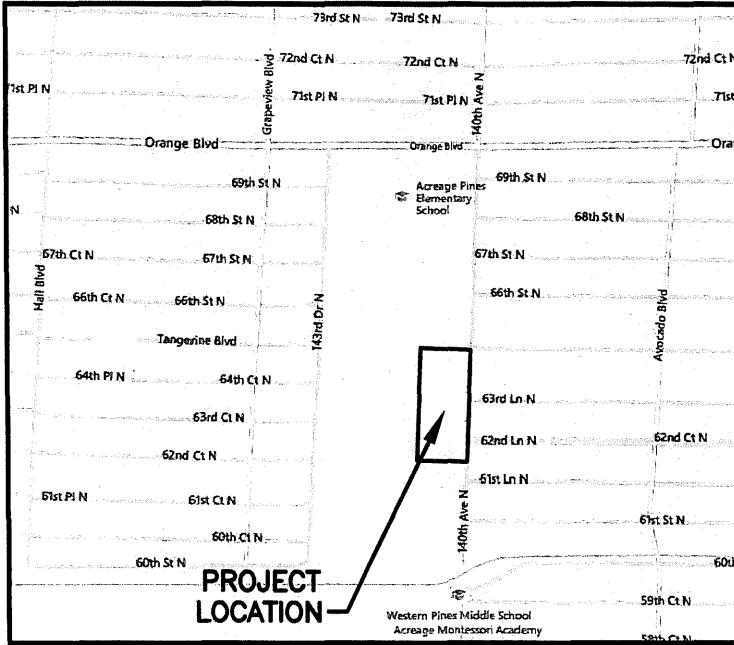 73rd St N 73rd St N
72nd Ct N 72nd Ct N 72nd Ct N
71st Pl N 71st Pl N 71st Pl N 71st
Grapeview Blvd
140th Ave N
Orange Blvd Orange Blvd Ora
69th St N 69th St N
Acreage Pines
Elementary
School
68th St N 68th St N
N
67th Ct N 67th St N 67th St N
66th Ct N 66th St N 66th St N
Hall Blvd
143rd Dr N
Avocado Blvd
Tangerine Blvd
64th Pl N 64th Ct N
63rd Ct N 63rd Ln N
62nd Ct N 62nd Ln N 62nd Ct N
61st Pl N 61st Ct N 61st Ln N
140th Ave N
61st St N
60th Ct N
60th St N 60th
PROJECT
LOCATION
59th Ct N
Western Pines Middle School
Acreage Montessori Academy
58th Ct N